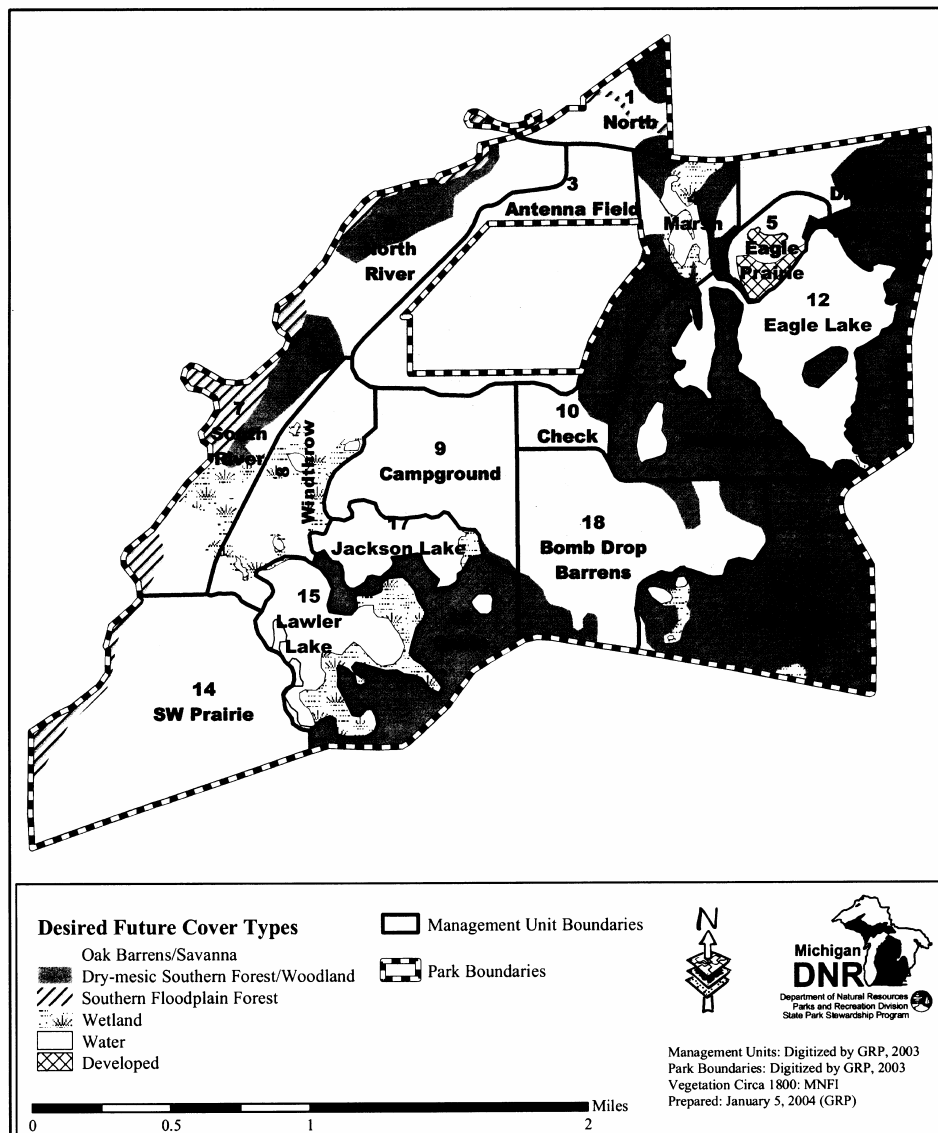 1
North
3
Antenna Field
North
River
Marsh
5
Eagle
Prairie
12
Eagle Lake
7
South
River
8
Windthrow
9
Campground
10
Check
17
Jackson Lake
18
Bomb Drop
Barrens
15
Lawler
Lake
14
SW Prairie
Desired Future Cover Types
Oak Barrens/Savanna
Dry-mesic Southern Forest/Woodland
Southern Floodplain Forest
Wetland
Water
Developed
Management Unit Boundaries
Park Boundaries
N
Michigan
DNR
Department of Natural Resources
Parks and Recreation Division
State Park Stewardship Program
Management Units: Digitized by GRP, 2003
Park Boundaries: Digitized by GRP, 2003
Vegetation Circa 1800: MNFI
Prepared: January 5, 2004 (GRP)
Miles
0 0.5 1 2